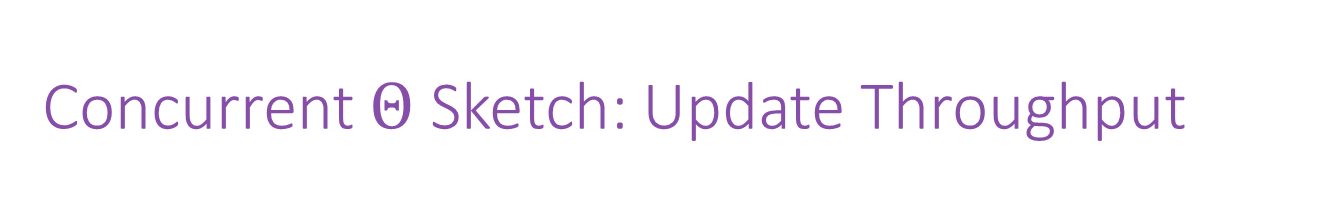 Concurrent Θ Sketch: Update Throughput